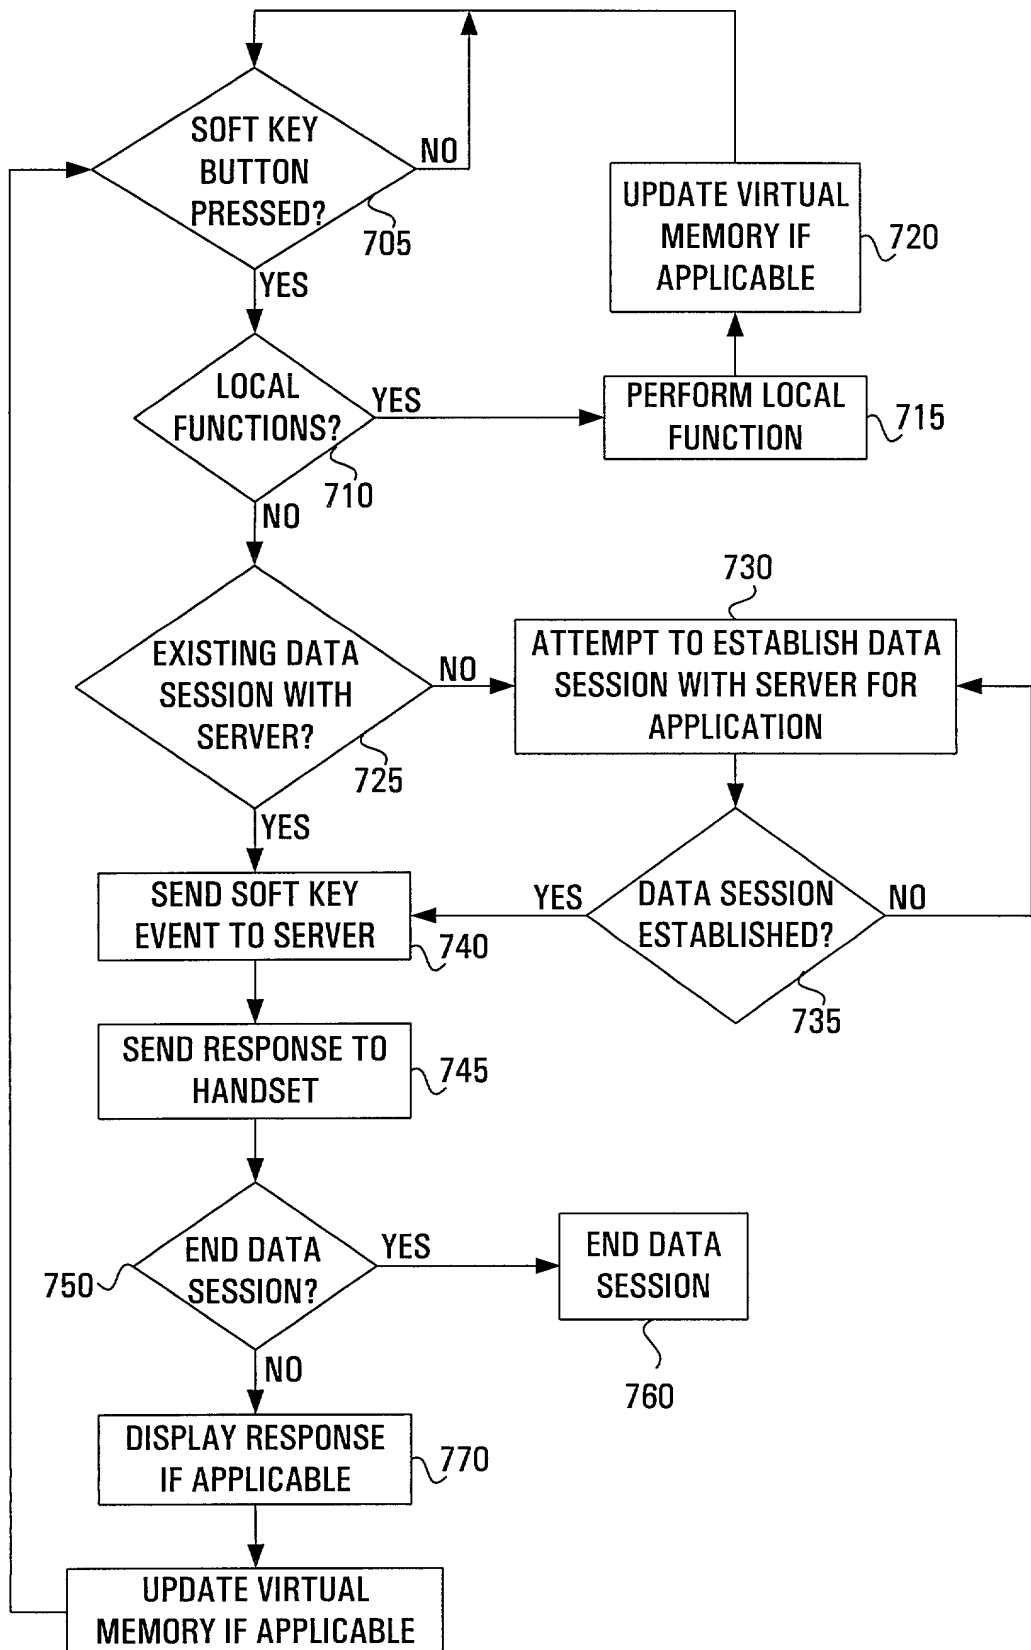 SOFT KEY
BUTTON
PRESSED?
NO
705
YES
UPDATE VIRTUAL
MEMORY IF
APPLICABLE
720
LOCAL
FUNCTIONS?
YES
710
NO
PERFORM LOCAL
FUNCTION
715
EXISTING DATA
SESSION WITH
SERVER?
NO
725
YES
730
ATTEMPT TO ESTABLISH DATA
SESSION WITH SERVER FOR
APPLICATION
DATA SESSION
ESTABLISHED?
YES
NO
735
SEND SOFT KEY
EVENT TO SERVER
740
SEND RESPONSE TO
HANDSET
745
END DATA
SESSION?
YES
750
NO
END DATA
SESSION
760
DISPLAY RESPONSE
IF APPLICABLE
770
UPDATE VIRTUAL
MEMORY IF APPLICABLE